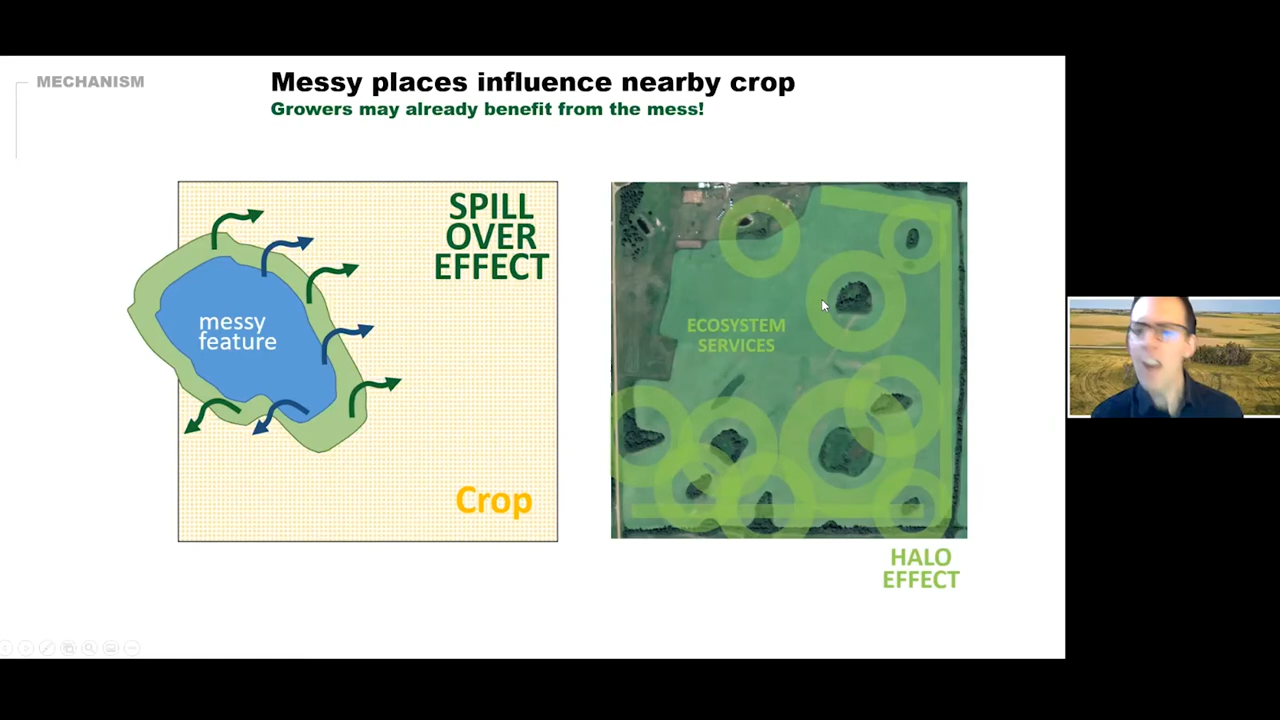 MECHANISM
Messy places influence nearby crop
Growers may already benefit from the mess!
SPILL
OVER
EFFECT
messy
feature
Crop
ECOSYSTEM
SERVICES
HALO
EFFECT